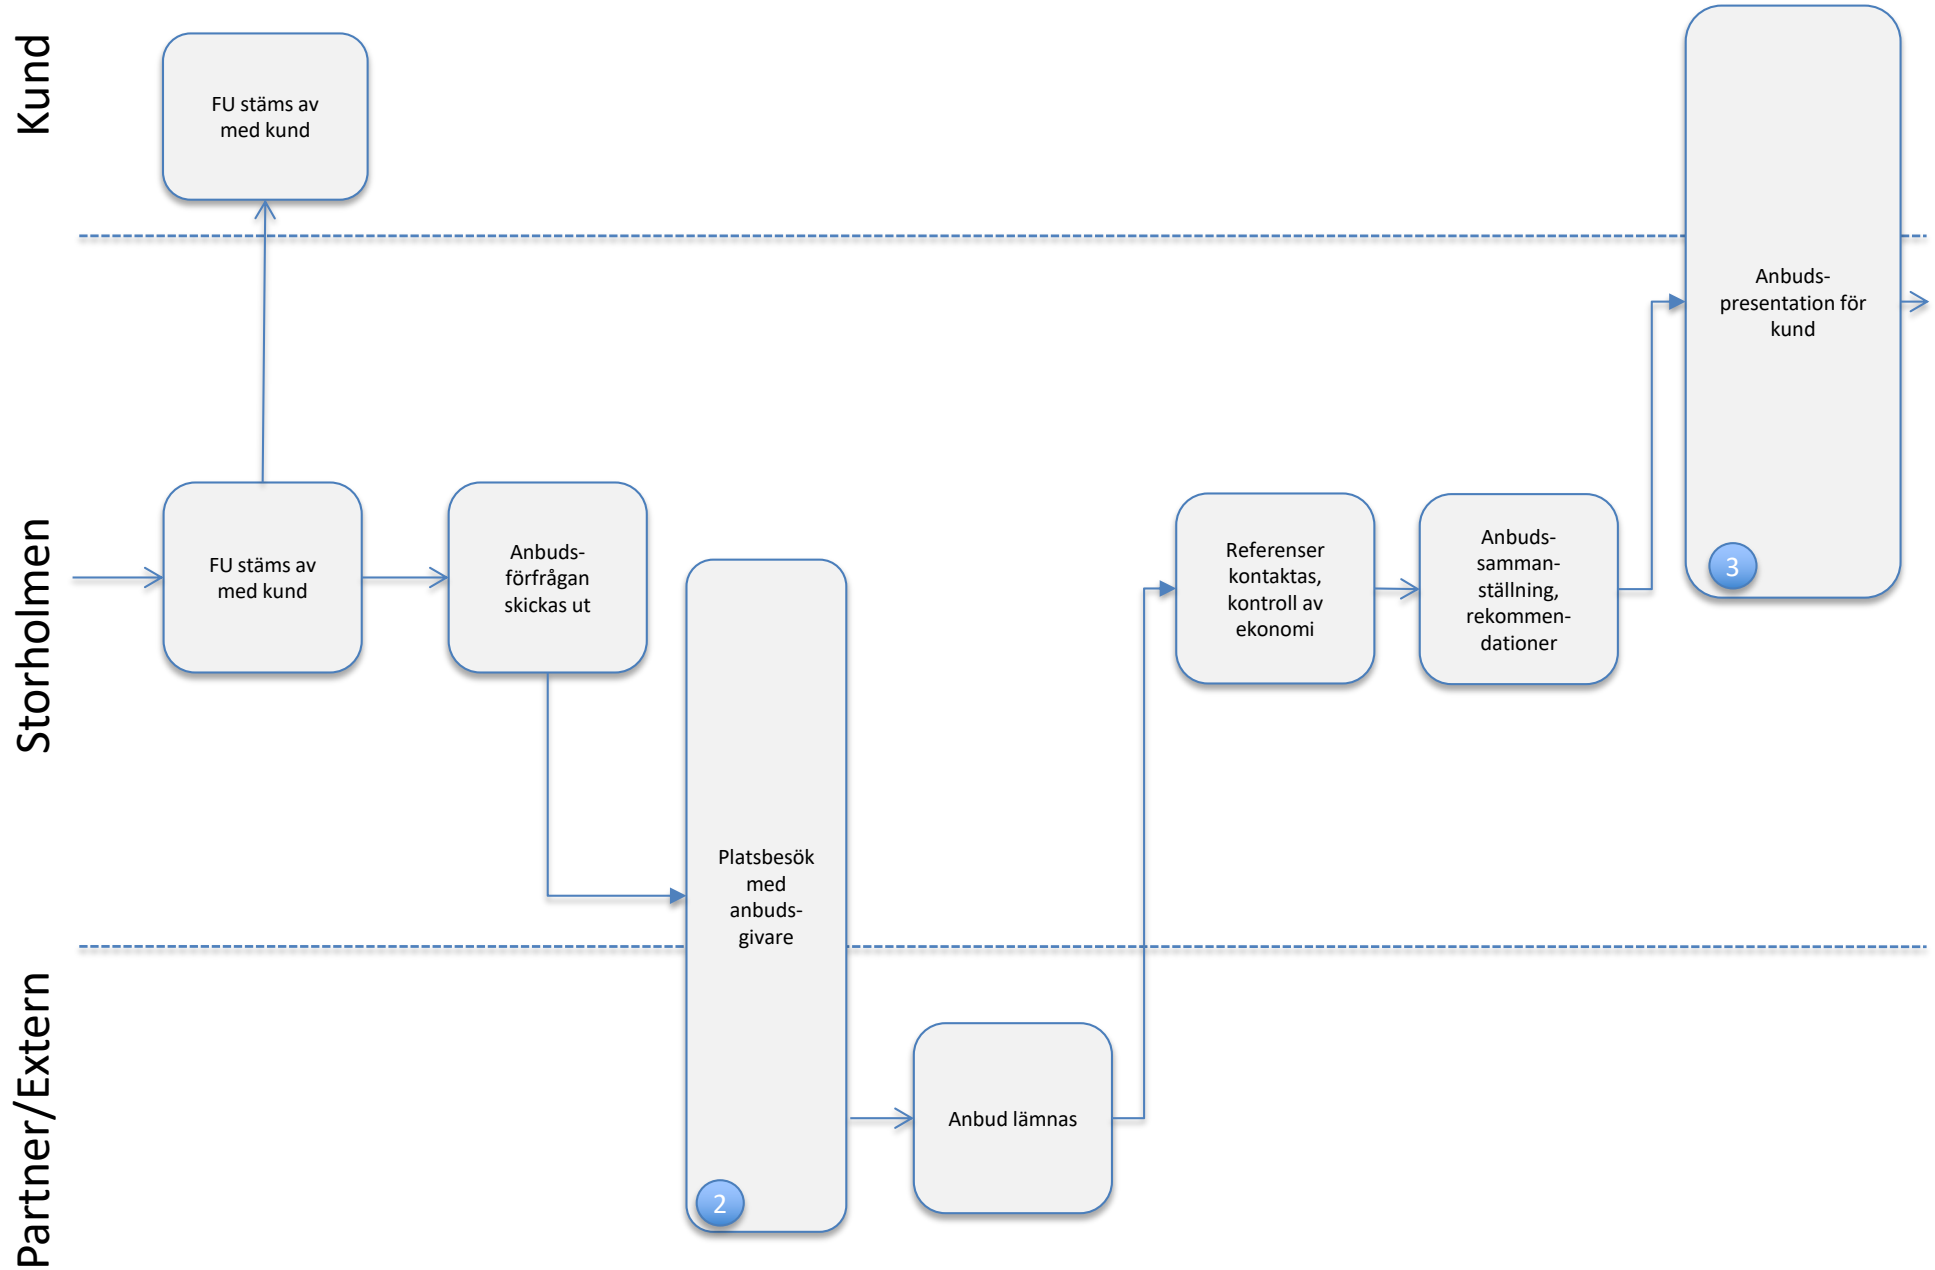 Kund
FU stäms av
med kund
Anbuds-
presentation för
kund
3
Storholmen
FU stäms av
med kund
Anbuds-
förfrågan
skickas ut
Referenser
kontaktas,
kontroll av
ekonomi
Anbuds-
samman-
ställning,
rekommen-
dationer
Platsbesök
med
anbuds-
givare
2
Partner/Extern
Anbud lämnas